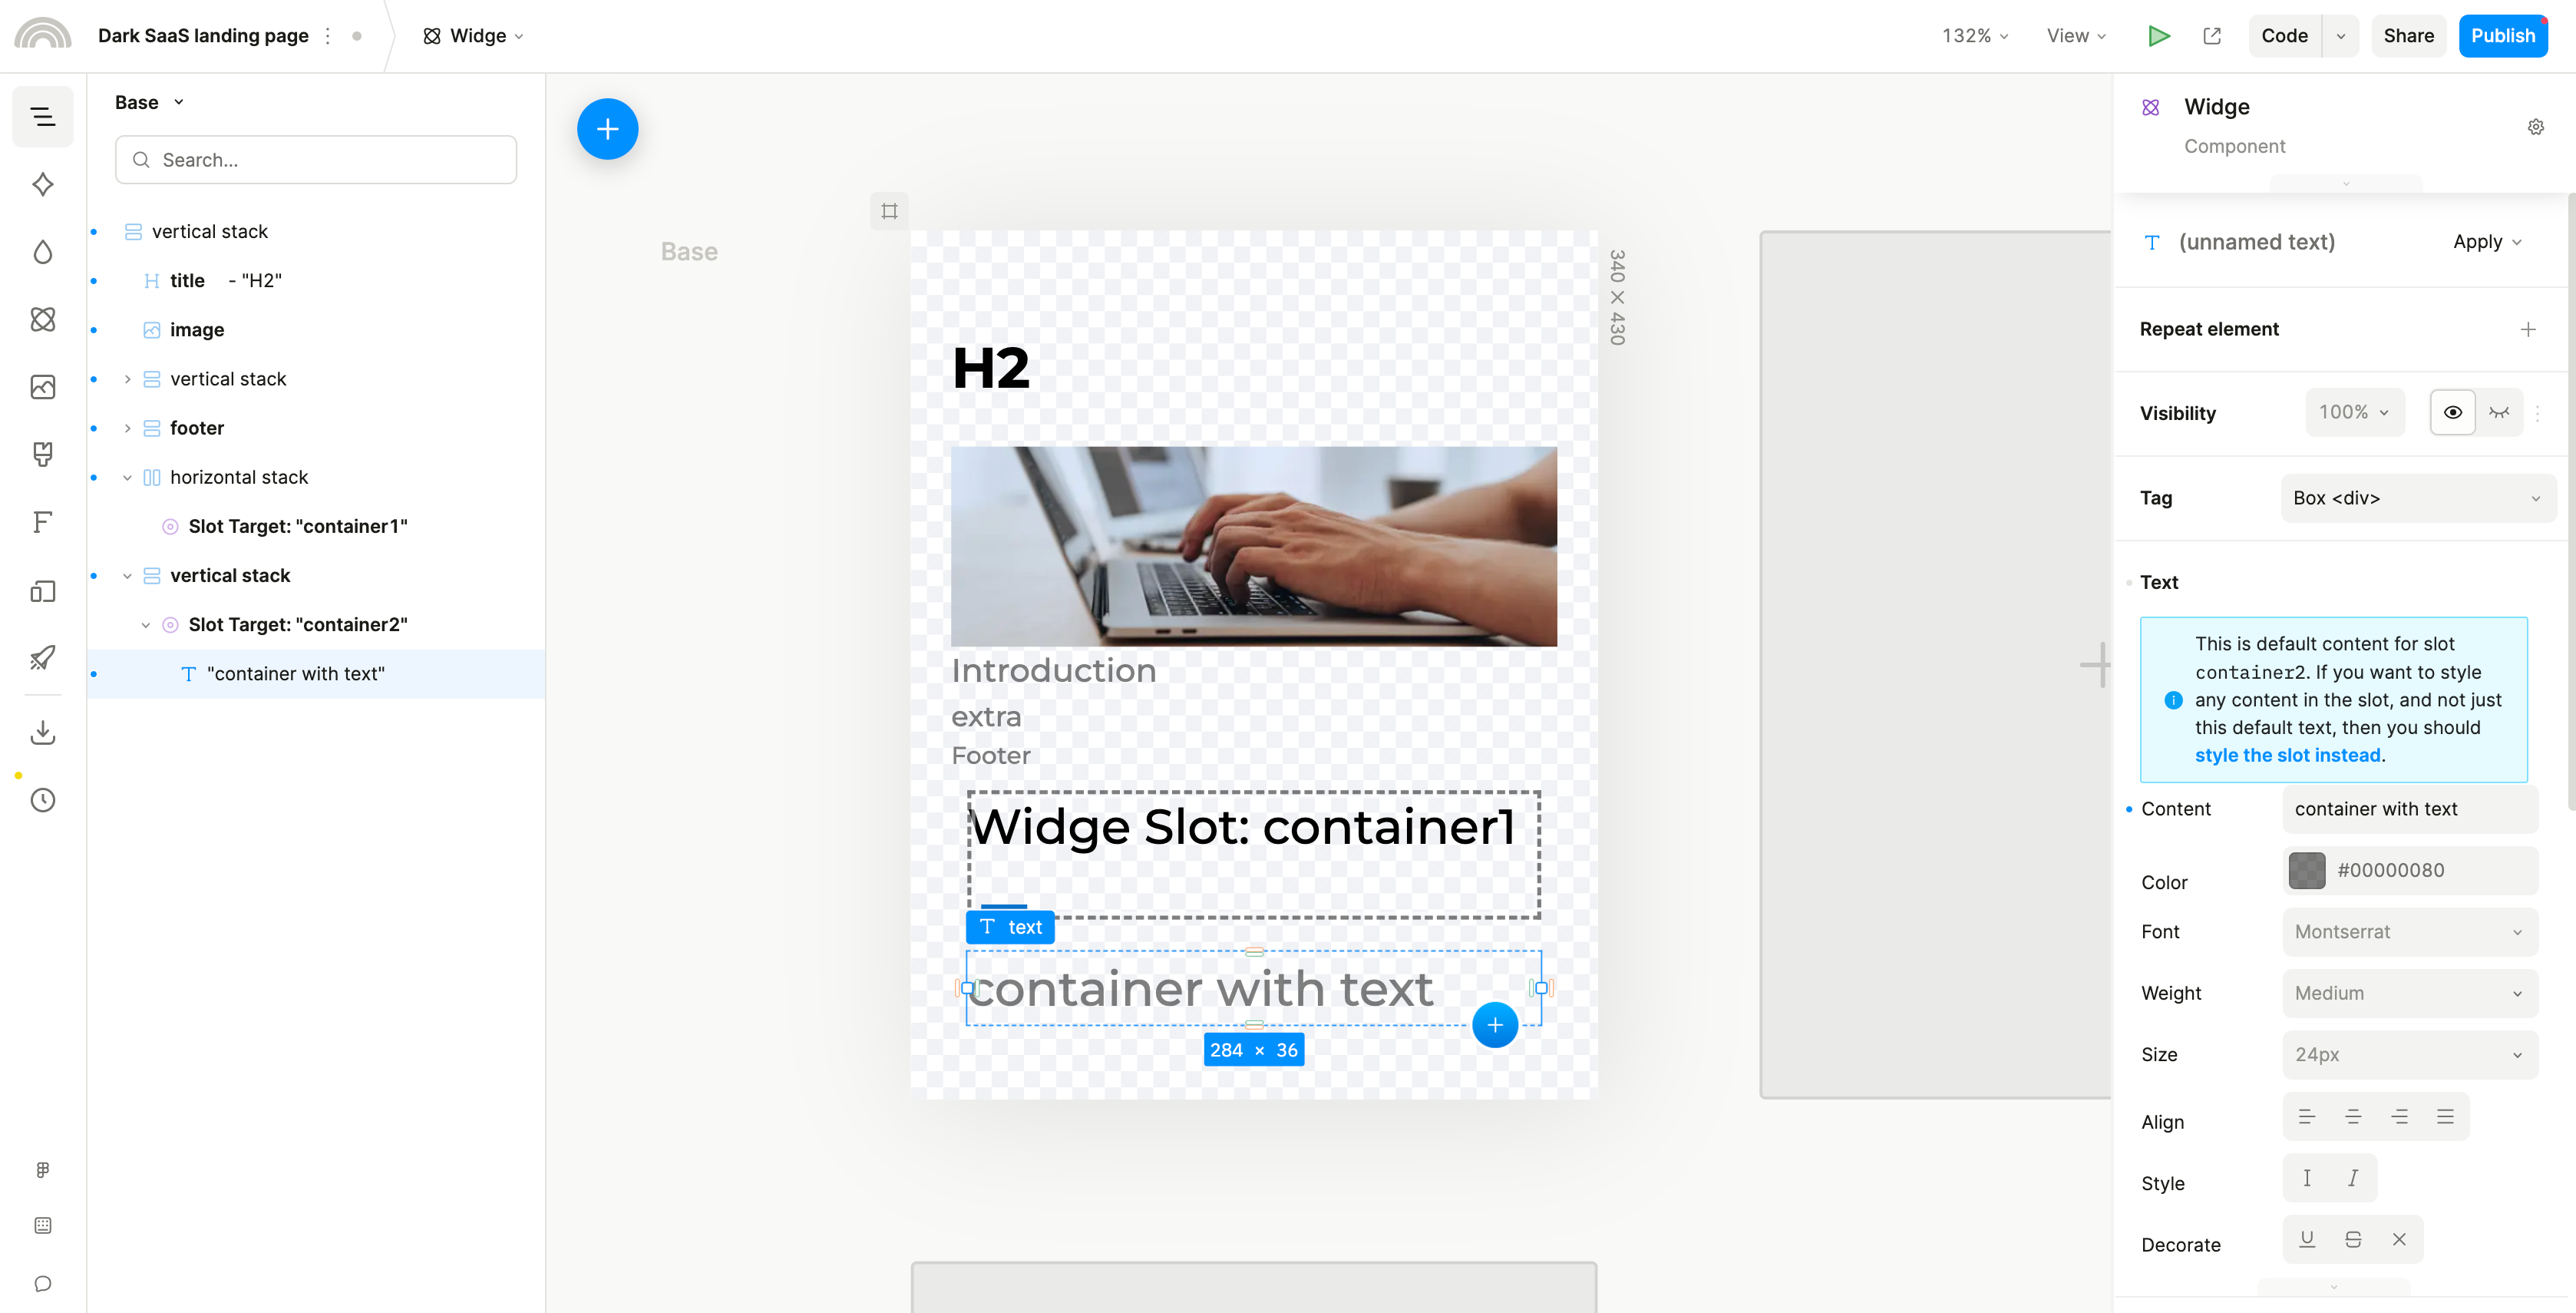 Dark SaaS landing page
Widge
132%
View
Code
Share
Publish
Base
Search...
vertical stack
title - "H2"
image
vertical stack
footer
horizontal stack
Slot Target: "container1"
vertical stack
Slot Target: "container2"
"container with text"
Base
340 × 430
H2
Introduction
extra
Footer
Widge Slot: container1
text
container with text
284 × 36
Widge
Component
(unnamed text)
Apply
Repeat element
Visibility
100%
Tag
Box <div>
Text
This is default content for slot
container2. If you want to style
any content in the slot, and not just
this default text, then you should
style the slot instead.
Content
container with text
Color
#00000080
Font
Montserrat
Weight
Medium
Size
24px
Align
Style
Decorate